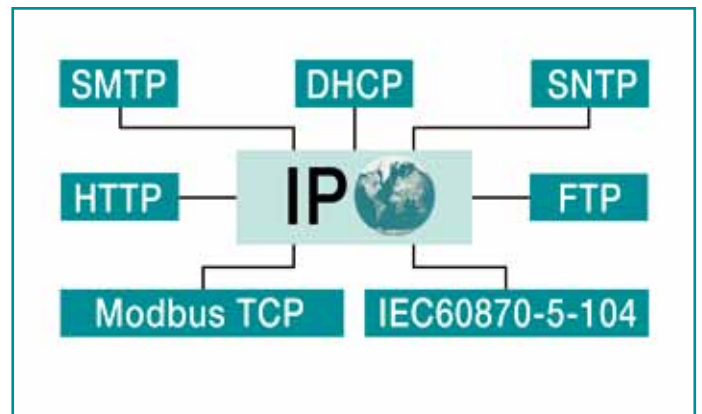 SMTP
DHCP
SNTP
HTTP
IP
FTP
Modbus TCP
IEC60870-5-104